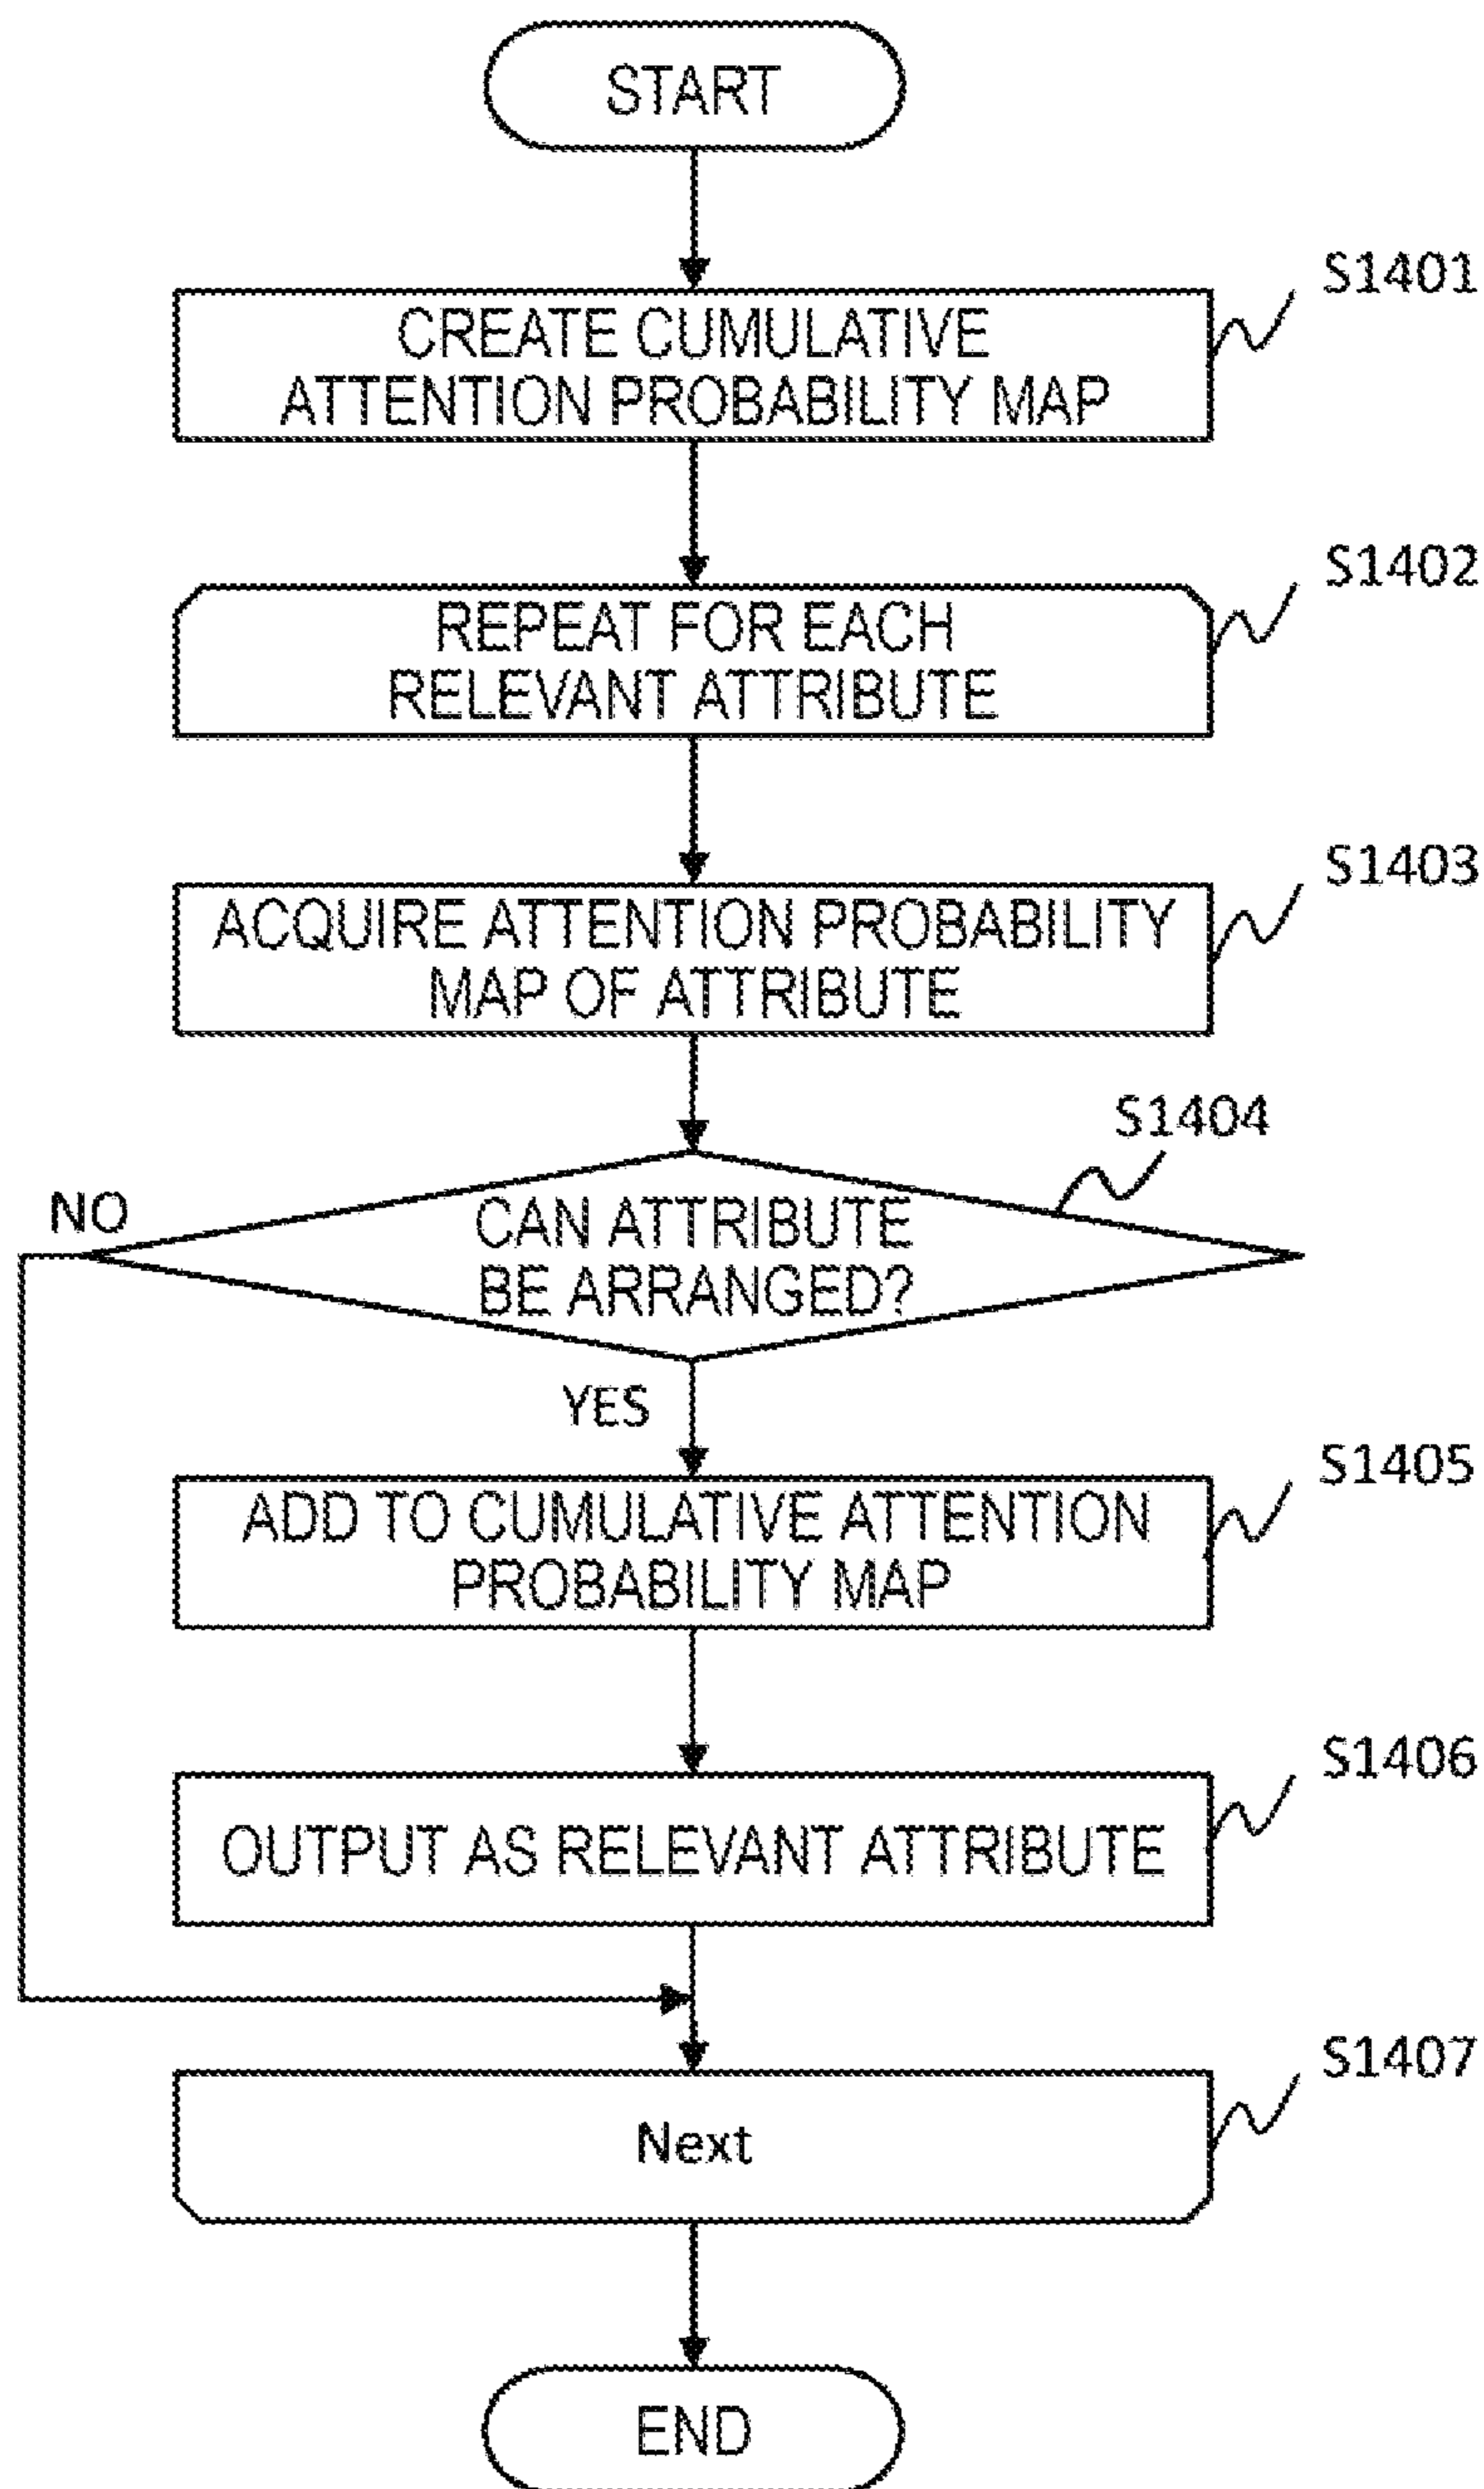 START
S1401
CREATE CUMULATIVE
ATTENTION PROBABILITY MAP
S1402
REPEAT FOR EACH
RELEVANT ATTRIBUTE
S1403
ACQUIRE ATTENTION PROBABILITY
MAP OF ATTRIBUTE
S1404
NO
CAN ATTRIBUTE
BE ARRANGED?
YES
S1405
ADD TO CUMULATIVE ATTENTION
PROBABILITY MAP
S1406
OUTPUT AS RELEVANT ATTRIBUTE
S1407
Next
END